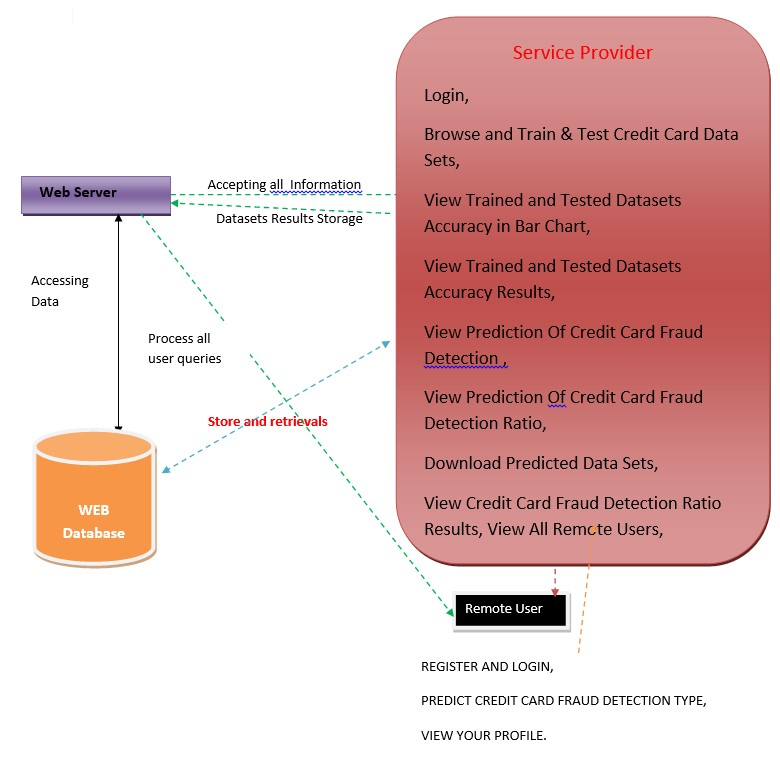 Service Provider
Login,
Browse and Train & Test Credit Card Data
Sets,
View Trained and Tested Datasets
Accuracy in Bar Chart,
View Trained and Tested Datasets
Accuracy Results,
View Prediction Of Credit Card Fraud
Detection ,
View Prediction Of Credit Card Fraud
Detection Ratio,
Download Predicted Data Sets,
View Credit Card Fraud Detection Ratio
Results, View All Remote Users,
Web Server
Accepting all Information
Datasets Results Storage
Accessing
Data
Process all
user queries
Store and retrievals
WEB
Database
Remote User
REGISTER AND LOGIN,
PREDICT CREDIT CARD FRAUD DETECTION TYPE,
VIEW YOUR PROFILE.